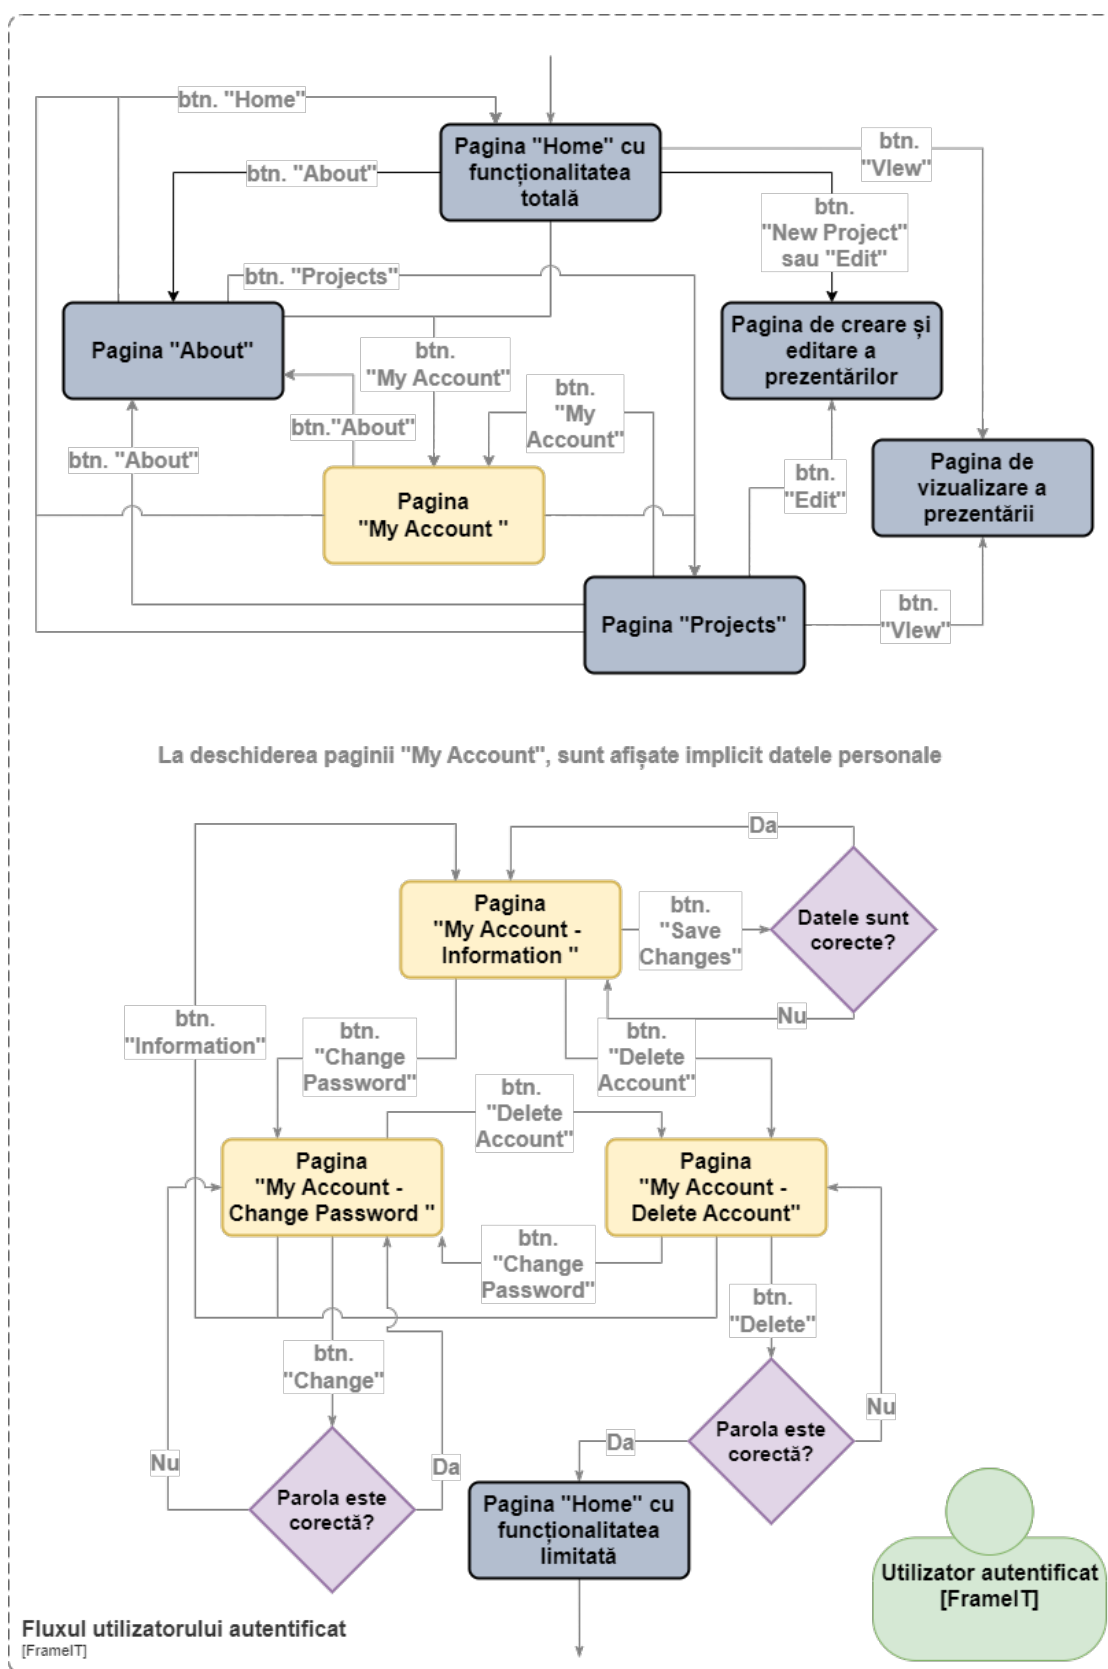 btn. "Home"
Pagina "Home" cu
funcționalitatea
totală
btn.
"VIew"
btn. "About"
btn.
"New Project"
sau "Edit"
btn. "Projects"
Pagina "About"
btn.
"My Account"
Pagina de creare și
editare a
prezentărilor
btn.
"My
Account"
btn."About"
btn. "About"
Pagina
"My Account "
btn.
"Edit"
Pagina de
vizualizare a
prezentării
Pagina "Projects"
btn.
"VIew"
La deschiderea paginii "My Account", sunt afișate implicit datele personale
Da
Pagina
"My Account -
Information "
btn.
"Save
Changes"
Datele sunt
corecte?
Nu
btn.
"Information"
btn.
"Change
Password"
btn.
"Delete
Account"
btn.
"Delete
Account"
Pagina
"My Account -
Change Password "
Pagina
"My Account -
Delete Account"
btn.
"Change
Password"
btn.
"Delete"
btn.
"Change"
Nu
Parola este
corectă?
Da
Nu
Da
Parola este
corectă?
Pagina "Home" cu
funcționalitatea
limitată
Utilizator autentificat
[FrameIT]
Fluxul utilizatorului autentificat
[FrameIT]